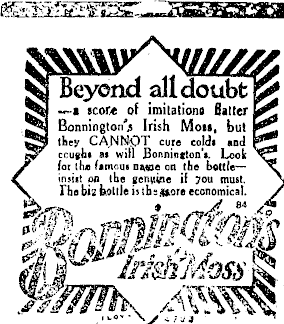 Beyond all doubt
—a score of imitations flatter
Bonnington's Irish Moss, but
they CANNOT cure colds and
coughs as will Bonnington's. Look
for the famous name on the bottle—
insist on the genuine if you must.
The big bottle is the more economical.
84
Bonnington's
Irish Moss